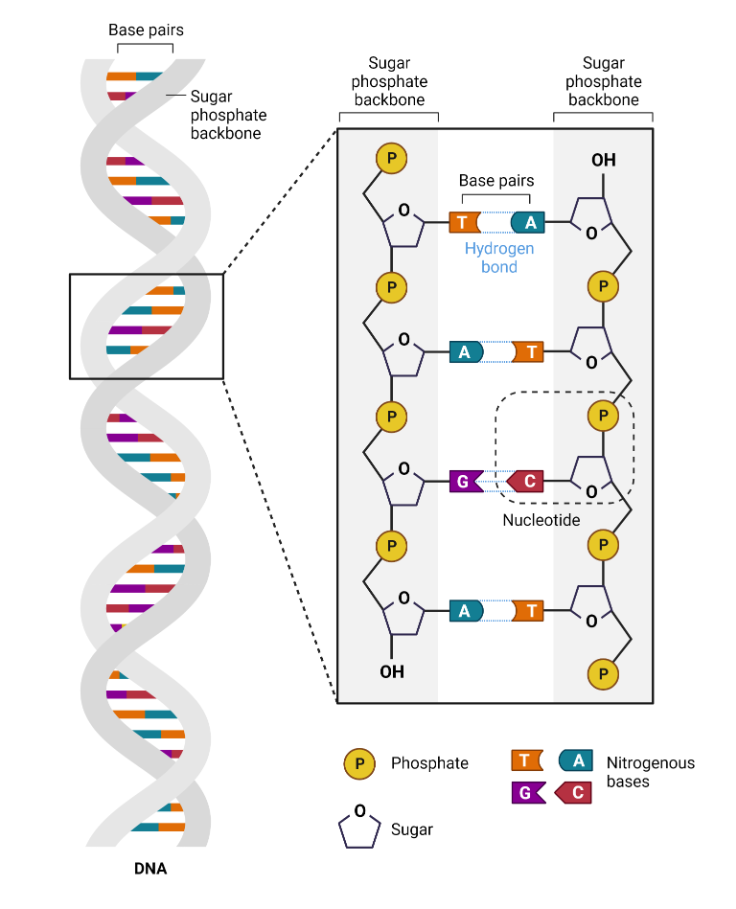 Base pairs
Sugar
phosphate
backbone
DNA
Sugar
phosphate
backbone
Sugar
phosphate
backbone
P
OH
Base pairs
O
T
A
O
Hydrogen
bond
P
P
O
A
T
O
P
P
O
G
C
O
Nucleotide
P
P
O
A
T
O
OH
P
P
Phosphate
O
Sugar
T
A
G
C
Nitrogenous
bases